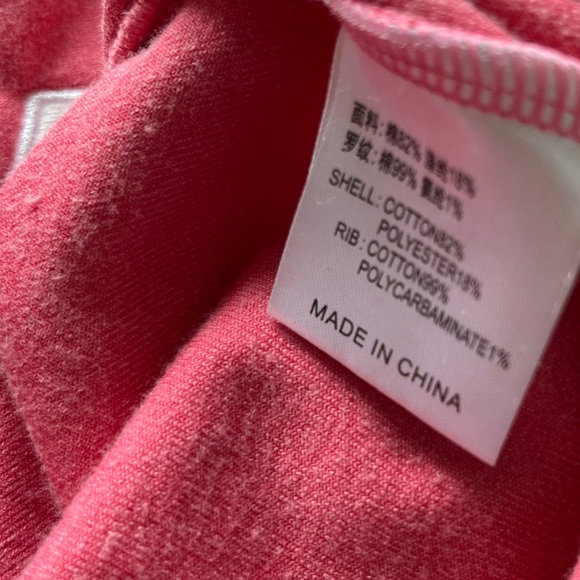 面料：棉82% 涤纶18%
罗纹：棉99% 氨纶1%
SHELL: COTTON82%
POLYESTER18%
RIB: COTTON99%
POLYCARBAMINATE1%
MADE IN CHINA